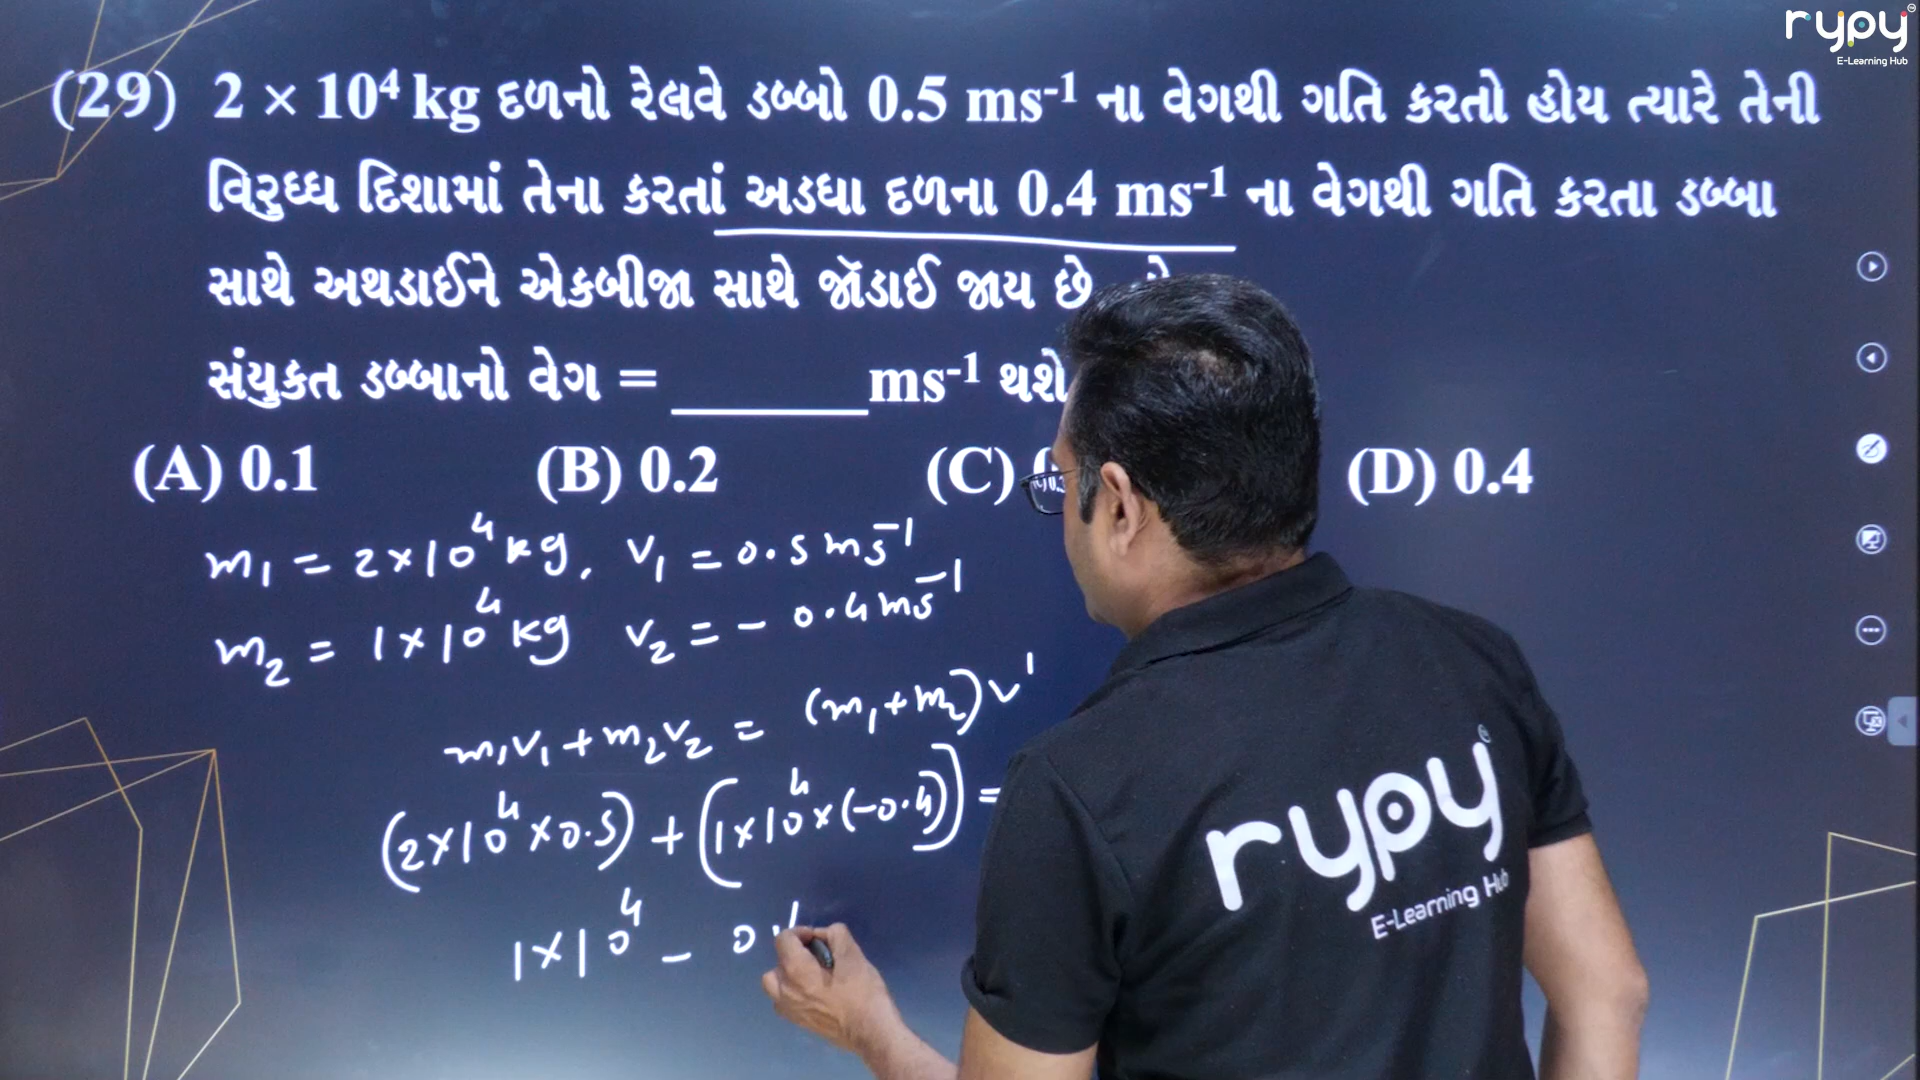 rypy
E-Learning Hub
(29) 2 × 10⁴ kg દળનો રેલવે ડબ્બો 0.5 ms⁻¹ ના વેગથી ગતિ કરતો હોય ત્યારે તેની
વિરુધ્ધ દિશામાં તેના કરતાં અડધા દળના 0.4 ms⁻¹ ના વેગથી ગતિ કરતા ડબ્બા
સાથે અથડાઈને એકબીજા સાથે જોડાઈ જાય છે
સંયુકત ડબ્બાનો વેગ = ________ ms⁻¹ થશે
(A) 0.1 (B) 0.2 (C) (D) 0.4
m₁ = 2×10⁴ kg, v₁ = 0.5 ms⁻¹
m₂ = 1×10⁴ kg v₂ = - 0.4 ms⁻¹
m₁v₁ + m₂v₂ = (m₁+m₂)v'
(2×10⁴×0.5) + (1×10⁴×(-0.4)) =
1×10⁴ - 0.
rypy
E-Learning Hub